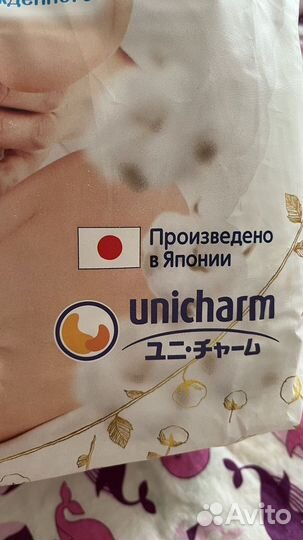 Произведено
в Японии
unicharm
ユニ・チャーム
Avito